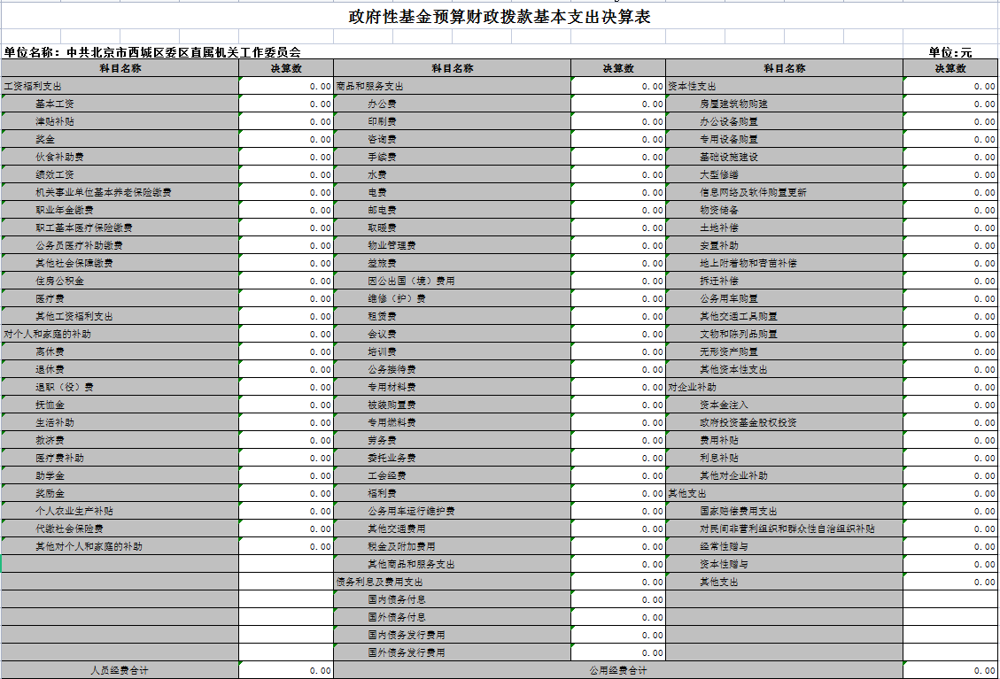 政府性基金预算财政拨款基本支出决算表
单位名称：中共北京市西城区委区直属机关工作委员会 单位:元
科目名称 决算数 科目名称 决算数 科目名称 决算数
工资福利支出 0.00 商品和服务支出 0.00 资本性支出 0.00
基本工资 0.00 办公费 0.00 房屋建筑物购建 0.00
津贴补贴 0.00 印刷费 0.00 办公设备购置 0.00
奖金 0.00 咨询费 0.00 专用设备购置 0.00
伙食补助费 0.00 手续费 0.00 基础设施建设 0.00
绩效工资 0.00 水费 0.00 大型修缮 0.00
机关事业单位基本养老保险缴费 0.00 电费 0.00 信息网络及软件购置更新 0.00
职业年金缴费 0.00 邮电费 0.00 物资储备 0.00
职工基本医疗保险缴费 0.00 取暖费 0.00 土地补偿 0.00
公务员医疗补助缴费 0.00 物业管理费 0.00 安置补助 0.00
其他社会保障缴费 0.00 差旅费 0.00 地上附着物和青苗补偿 0.00
住房公积金 0.00 因公出国（境）费用 0.00 拆迁补偿 0.00
医疗费 0.00 维修（护）费 0.00 公务用车购置 0.00
其他工资福利支出 0.00 租赁费 0.00 其他交通工具购置 0.00
对个人和家庭的补助 0.00 会议费 0.00 文物和陈列品购置 0.00
离休费 0.00 培训费 0.00 无形资产购置 0.00
退休费 0.00 公务接待费 0.00 其他资本性支出 0.00
退职（役）费 0.00 专用材料费 0.00 对企业补助 0.00
抚恤金 0.00 被装购置费 0.00 资本金注入 0.00
生活补助 0.00 专用燃料费 0.00 政府投资基金股权投资 0.00
救济费 0.00 劳务费 0.00 费用补贴 0.00
医疗费补助 0.00 委托业务费 0.00 利息补贴 0.00
助学金 0.00 工会经费 0.00 其他对企业补助 0.00
奖励金 0.00 福利费 0.00 其他支出 0.00
个人农业生产补贴 0.00 公务用车运行维护费 0.00 国家赔偿费用支出 0.00
代缴社会保险费 0.00 其他交通费用 0.00 对民间非营利组织和群众性自治组织补贴 0.00
其他对个人和家庭的补助 0.00 税金及附加费用 0.00 经常性赠与 0.00
其他商品和服务支出 0.00 资本性赠与 0.00
债务利息及费用支出 0.00 其他支出 0.00
国内债务付息 0.00
国外债务付息 0.00
国内债务发行费用 0.00
国外债务发行费用 0.00
人员经费合计 0.00 公用经费合计 0.00